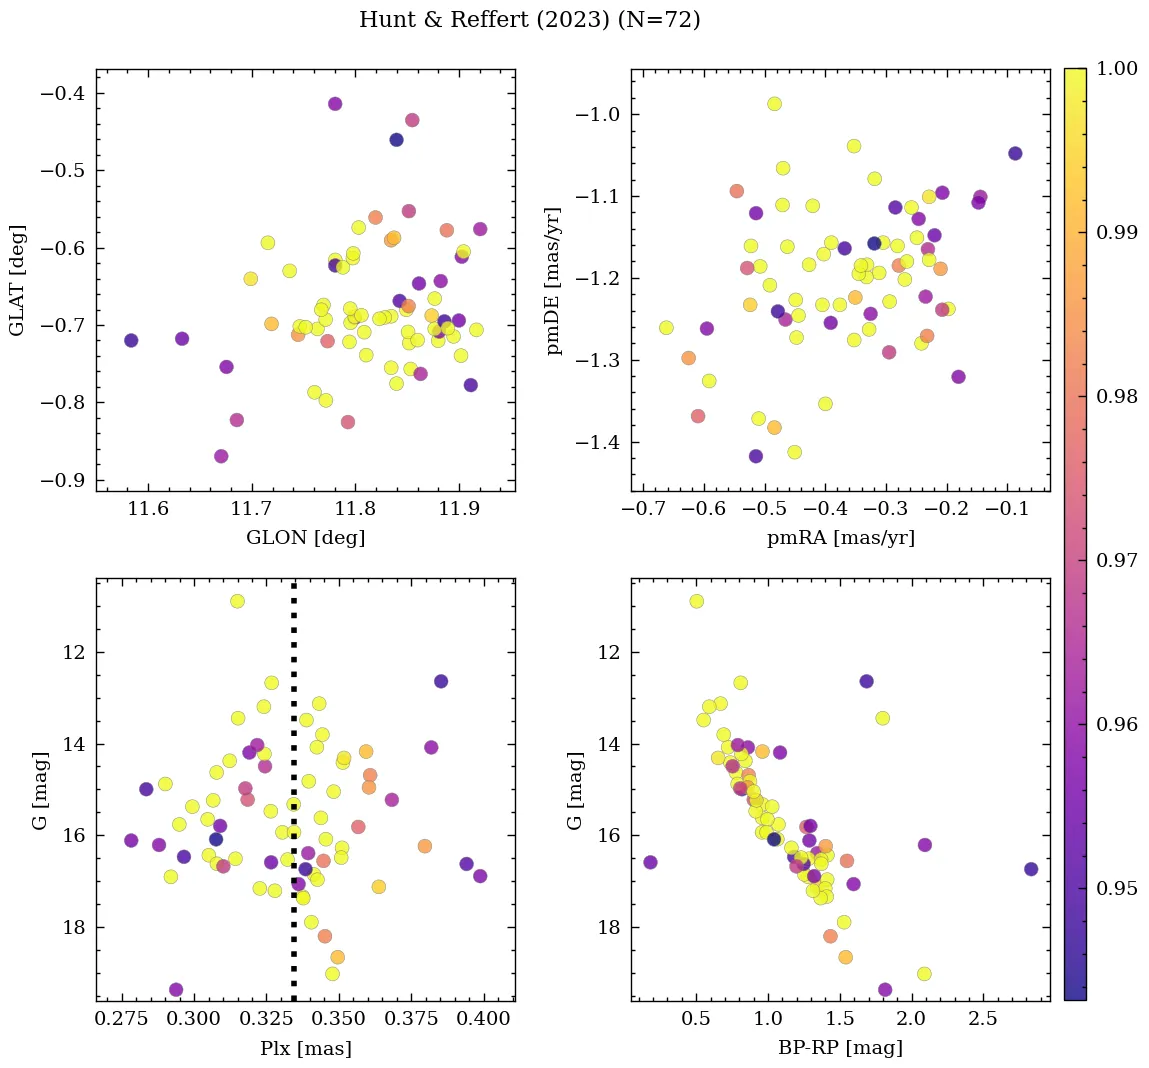 Hunt & Reffert (2023) (N=72)
−0.4
−0.5
−0.6
−0.7
−0.8
−0.9
GLAT [deg]
11.6 11.7 11.8 11.9
GLON [deg]
−1.0
−1.1
−1.2
−1.3
−1.4
pmDE [mas/yr]
−0.7 −0.6 −0.5 −0.4 −0.3 −0.2 −0.1
pmRA [mas/yr]
12
14
16
18
G [mag]
0.275 0.300 0.325 0.350 0.375 0.400
Plx [mas]
12
14
16
18
G [mag]
0.5 1.0 1.5 2.0 2.5
BP-RP [mag]
1.00
0.99
0.98
0.97
0.96
0.95